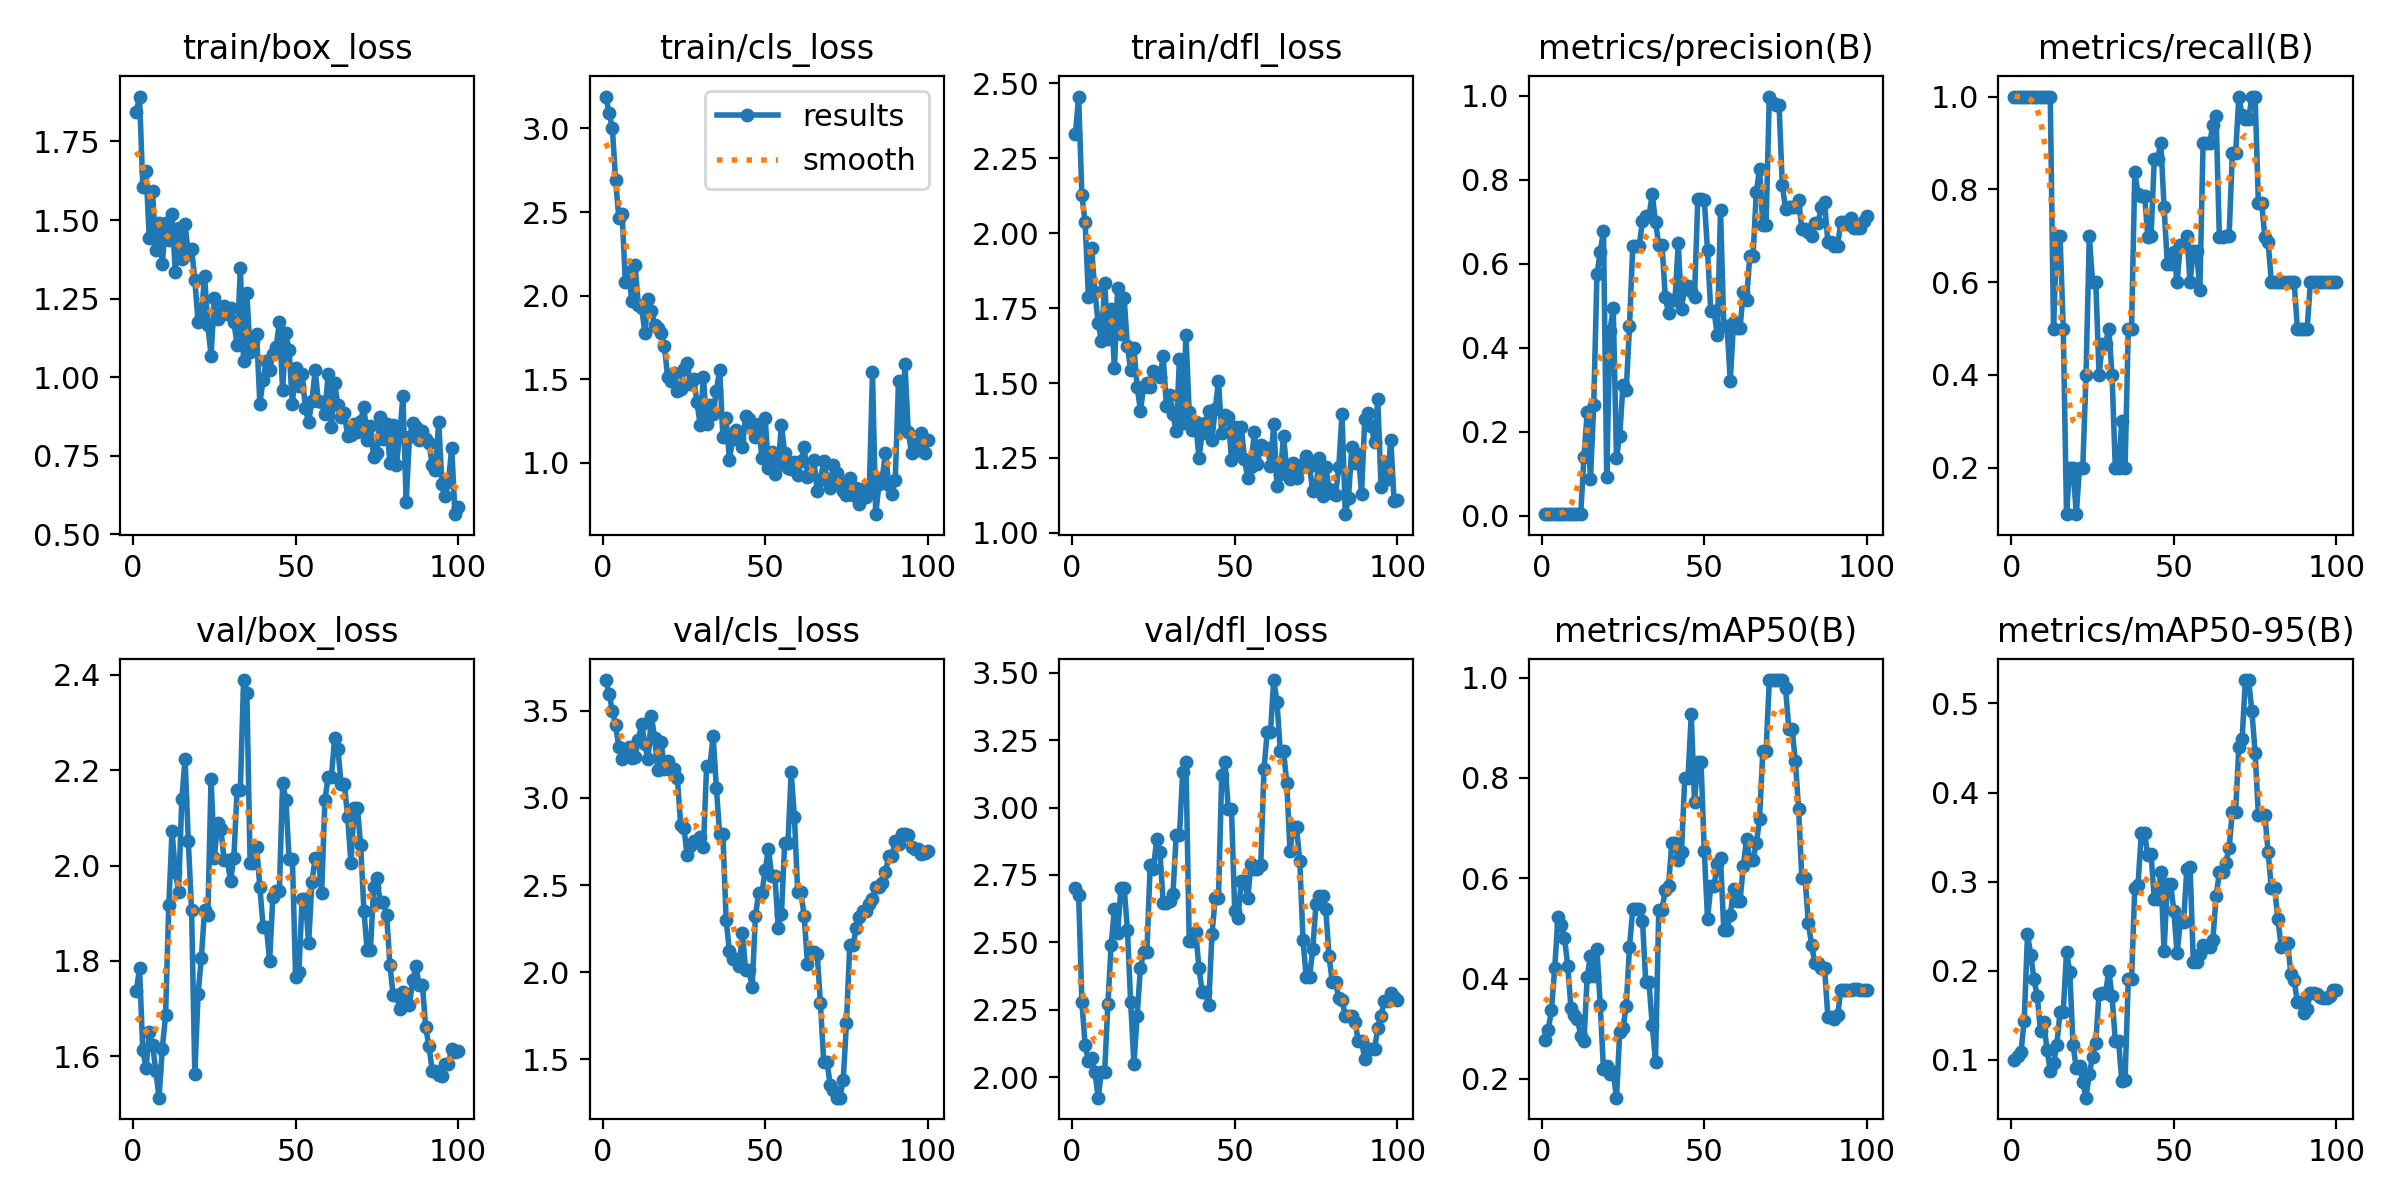 train/box_loss
1.75
1.50
1.25
1.00
0.75
0.50
0 50 100
train/cls_loss
results
smooth
3.0
2.5
2.0
1.5
1.0
0 50 100
train/dfl_loss
2.50
2.25
2.00
1.75
1.50
1.25
1.00
0 50 100
metrics/precision(B)
1.0
0.8
0.6
0.4
0.2
0.0
0 50 100
metrics/recall(B)
1.0
0.8
0.6
0.4
0.2
0 50 100
val/box_loss
2.4
2.2
2.0
1.8
1.6
0 50 100
val/cls_loss
3.5
3.0
2.5
2.0
1.5
0 50 100
val/dfl_loss
3.50
3.25
3.00
2.75
2.50
2.25
2.00
0 50 100
metrics/mAP50(B)
1.0
0.8
0.6
0.4
0.2
0 50 100
metrics/mAP50-95(B)
0.5
0.4
0.3
0.2
0.1
0 50 100